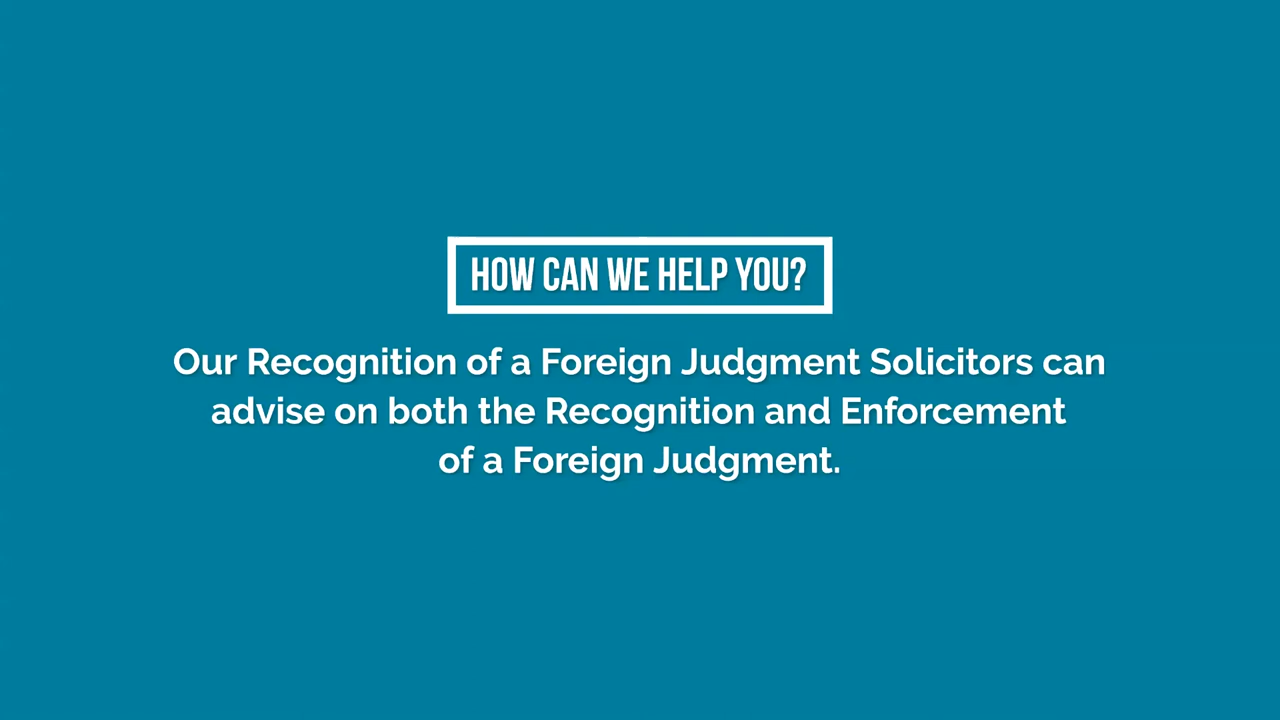 HOW CAN WE HELP YOU?
Our Recognition of a Foreign Judgment Solicitors can
advise on both the Recognition and Enforcement
of a Foreign Judgment.